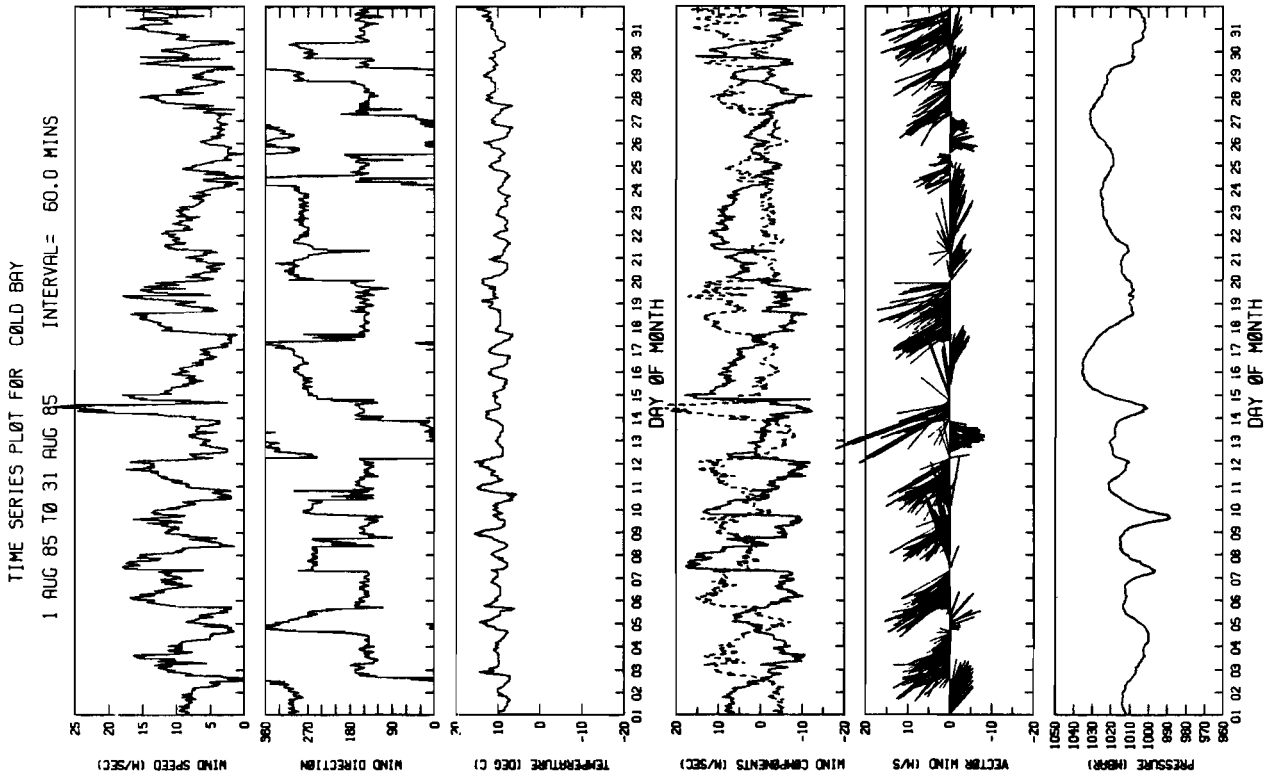 TIME SERIES PLØT FØR COLD BAY
1 AUG 85 TØ 31 AUG 85 INTERVAL= 60.0 MINS
25
20
15
10
5
0
WIND SPEED (M/SEC)
360
270
180
90
0
WIND DIRECTIØN
10
0
-10
-20
TEMPERATURE (DEG C)
01 02 03 04 05 06 07 08 09 10 11 12 13 14 15 16 17 18 19 20 21 22 23 24 25 26 27 28 29 30 31
DAY ØF MØNTH
20
10
0
-10
-20
WIND CØMPØNENTS (M/SEC)
20
10
0
-10
-20
VECTØR WIND (M/S)
1050
1040
1030
1020
1010
1000
990
980
970
960
PRESSURE (MBAR)
01 02 03 04 05 06 07 08 09 10 11 12 13 14 15 16 17 18 19 20 21 22 23 24 25 26 27 28 29 30 31
DAY ØF MØNTH